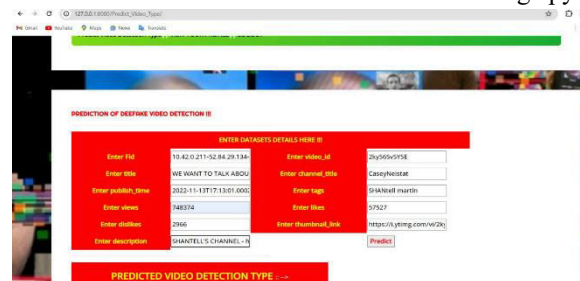 127.0.0.1:8000/Predict_Video_Type/
Gmail YouTube Maps News Translate
PREDICTION OF DEEPFAKE VIDEO DETECTION !!!
ENTER DATASETS DETAILS HERE !!!
Enter Fid 10.42.0.211-52.84.29.134- Enter video_id 2kyS6SvSYSE
Enter title WE WANT TO TALK ABOU Enter channel_title CaseyNeistat
Enter publish_time 2022-11-13T17:13:01.000Z Enter tags SHANtell martin
Enter views 748374 Enter likes 57527
Enter dislikes 2966 Enter thumbnail_link https://i.ytimg.com/vi/2ky
Enter description SHANTELL'S CHANNEL - h Predict
PREDICTED VIDEO DETECTION TYPE :: -->